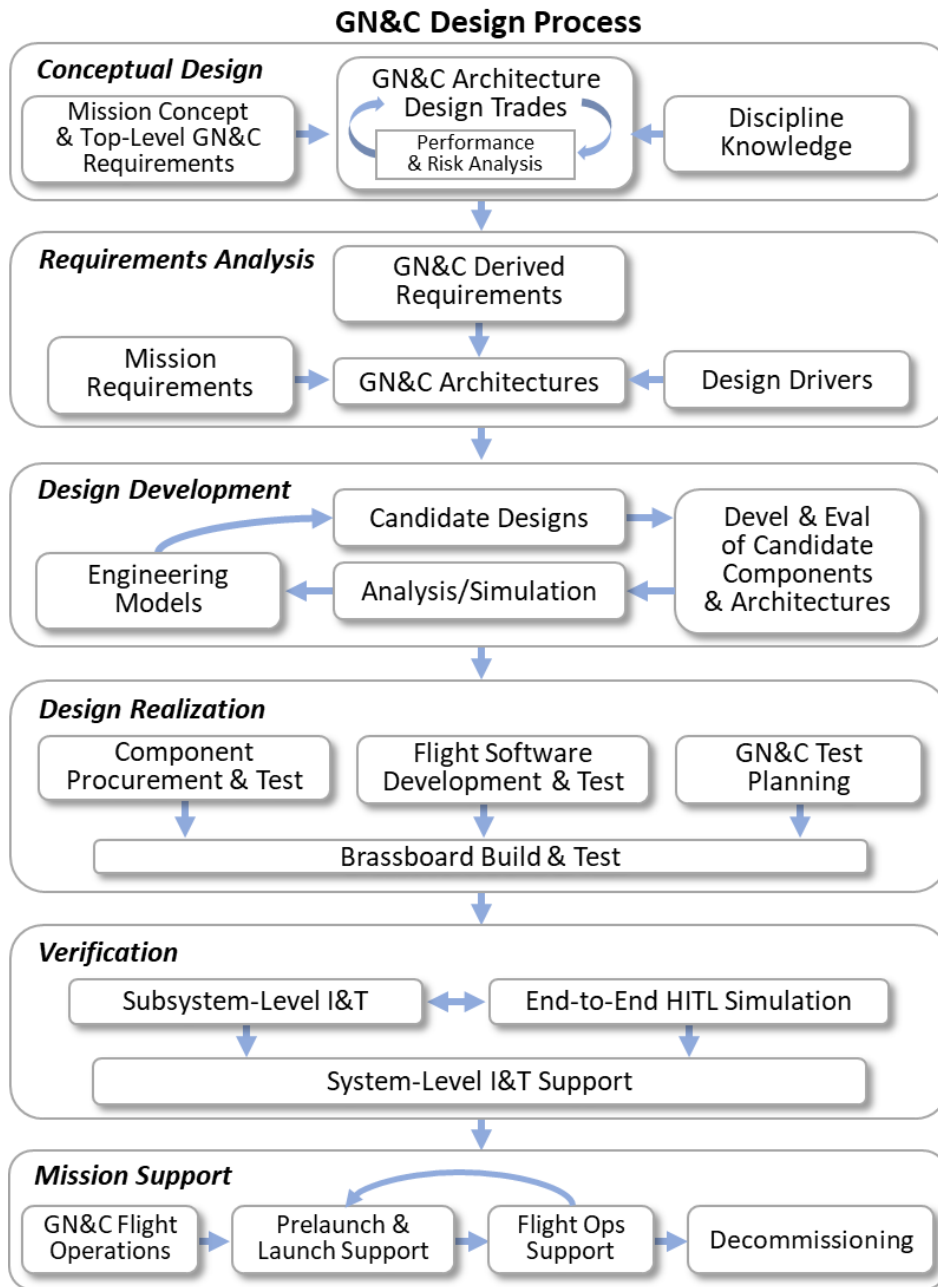 GN&C Design Process
Conceptual Design
Mission Concept
& Top-Level GN&C
Requirements
GN&C Architecture
Design Trades
Performance
& Risk Analysis
Discipline
Knowledge
Requirements Analysis
GN&C Derived
Requirements
Mission
Requirements
GN&C Architectures
Design Drivers
Design Development
Candidate Designs
Devel & Eval
of Candidate
Components
& Architectures
Engineering
Models
Analysis/Simulation
Design Realization
Component
Procurement & Test
Flight Software
Development & Test
GN&C Test
Planning
Brassboard Build & Test
Verification
Subsystem-Level I&T
End-to-End HITL Simulation
System-Level I&T Support
Mission Support
GN&C Flight
Operations
Prelaunch &
Launch Support
Flight Ops
Support
Decommissioning